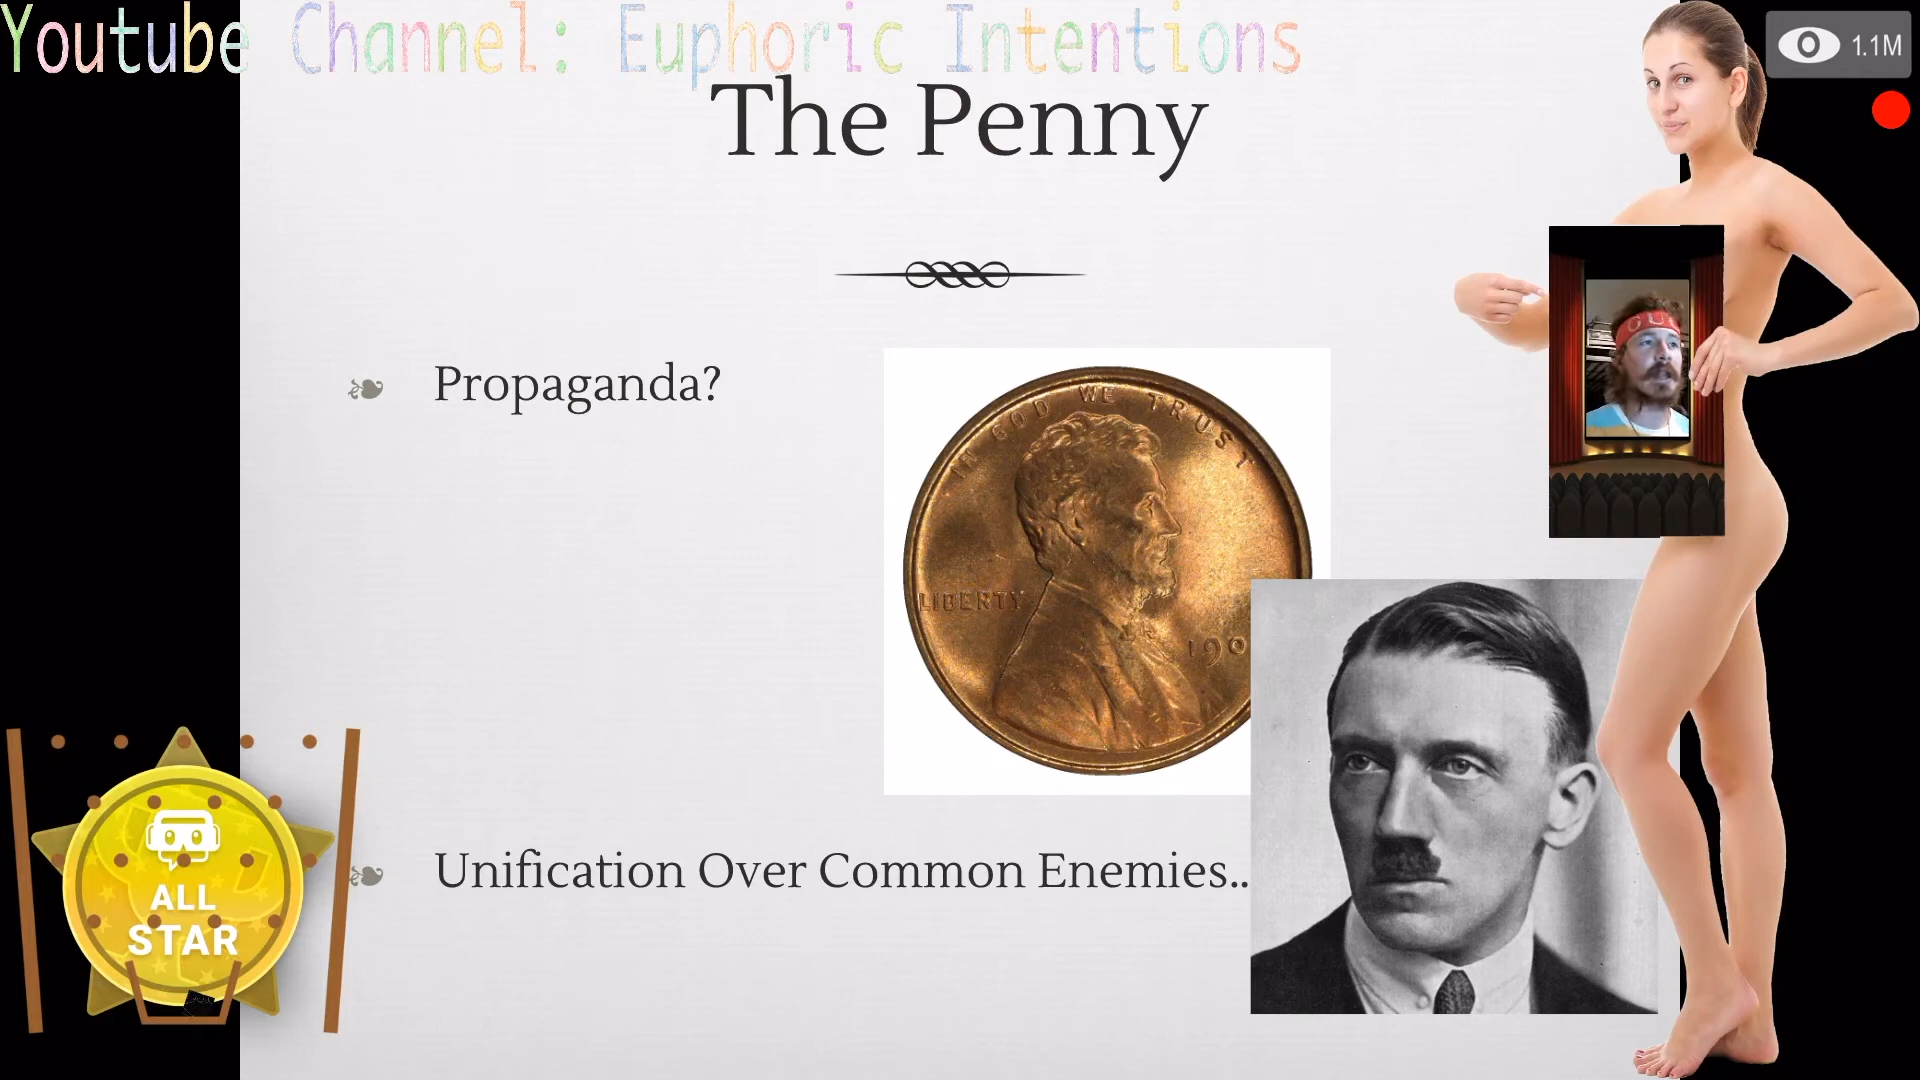 Youtube Channel: Euphoric Intentions
1.1M
The Penny
Propaganda?
IN GOD WE TRUST
LIBERTY
190
Unification Over Common Enemies..
ALL
STAR